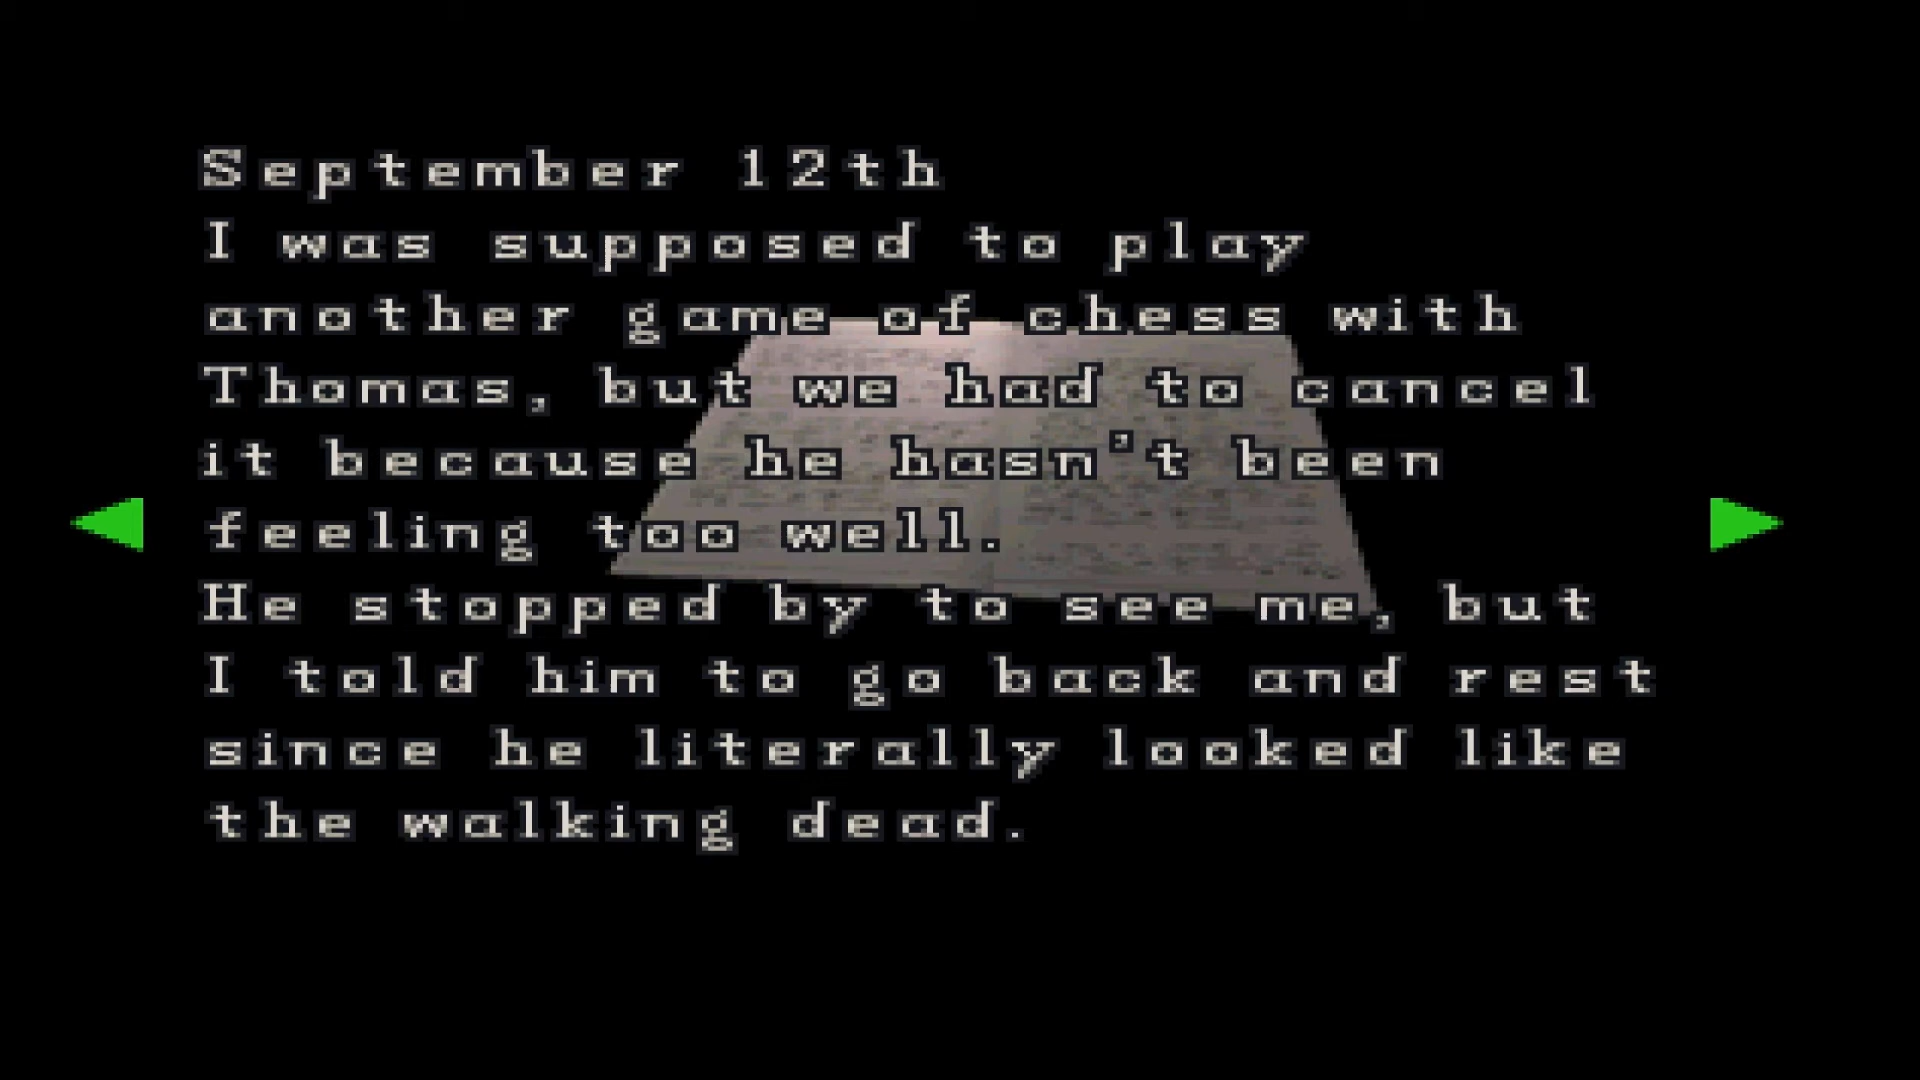 September 12th
I was supposed to play
another game of chess with
Thomas, but we had to cancel
it because he hasn't been
feeling too well.
He stopped by to see me, but
I told him to go back and rest
since he literally looked like
the walking dead.